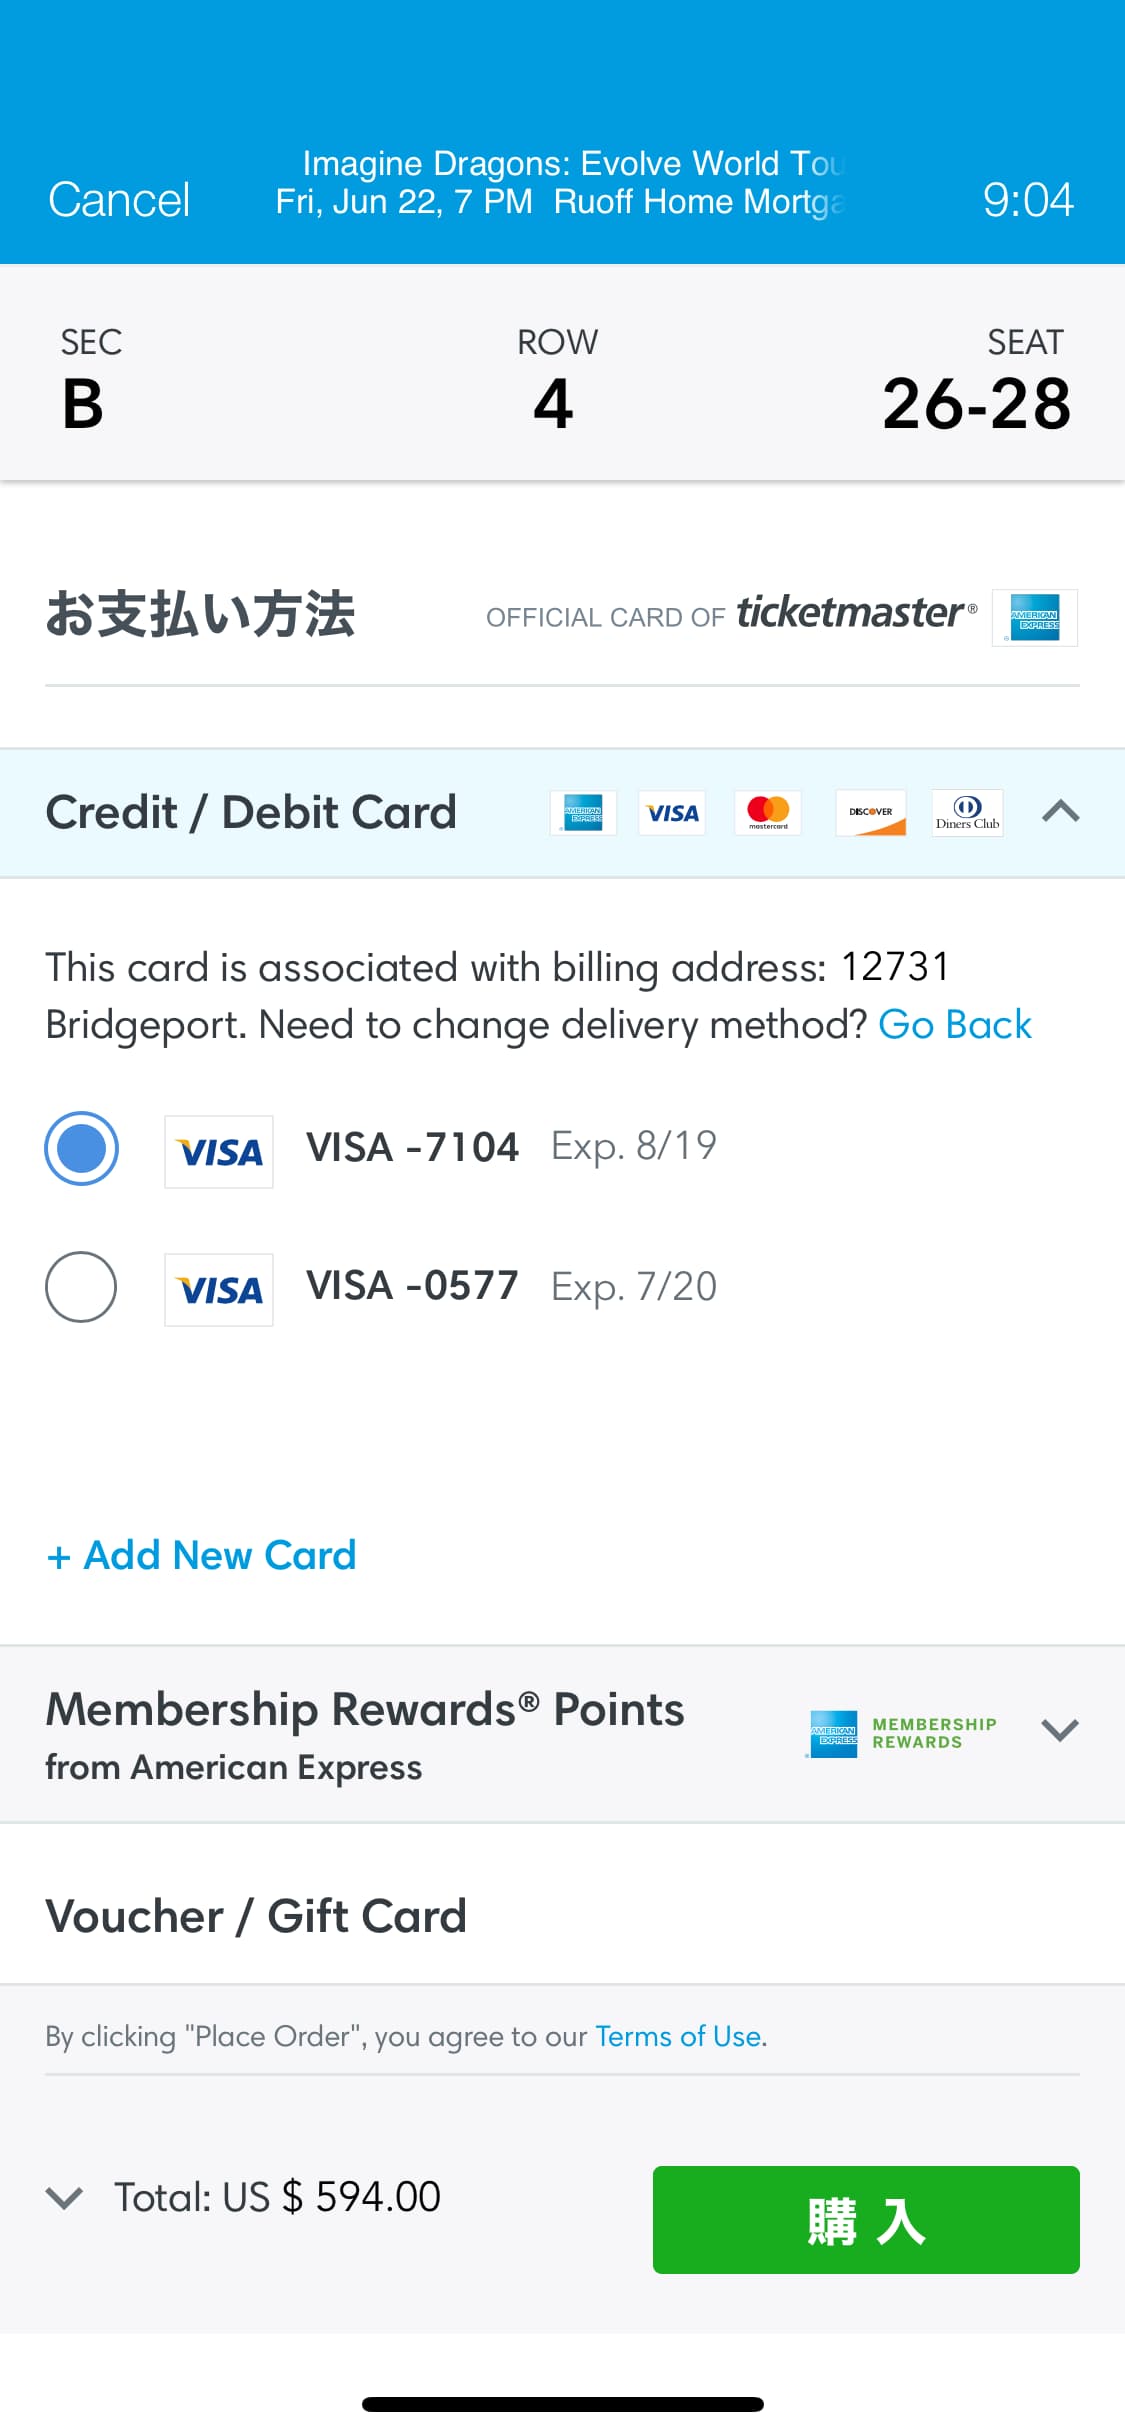 Imagine Dragons: Evolve World Tou
Cancel
Fri, Jun 22, 7 PM Ruoff Home Mortga
9:04
SEC
ROW
SEAT
B
4
26-28
お支払い方法
OFFICIAL CARD OF ticketmaster®
AMERICAN EXPRESS
Credit / Debit Card
AMERICAN EXPRESS
VISA
mastercard
DISCOVER
Diners Club
This card is associated with billing address: 12731
Bridgeport. Need to change delivery method? Go Back
VISA VISA -7104 Exp. 8/19
VISA VISA -0577 Exp. 7/20
+ Add New Card
Membership Rewards® Points
from American Express
AMERICAN EXPRESS
MEMBERSHIP
REWARDS
Voucher / Gift Card
By clicking "Place Order", you agree to our Terms of Use.
Total: US $ 594.00
購入